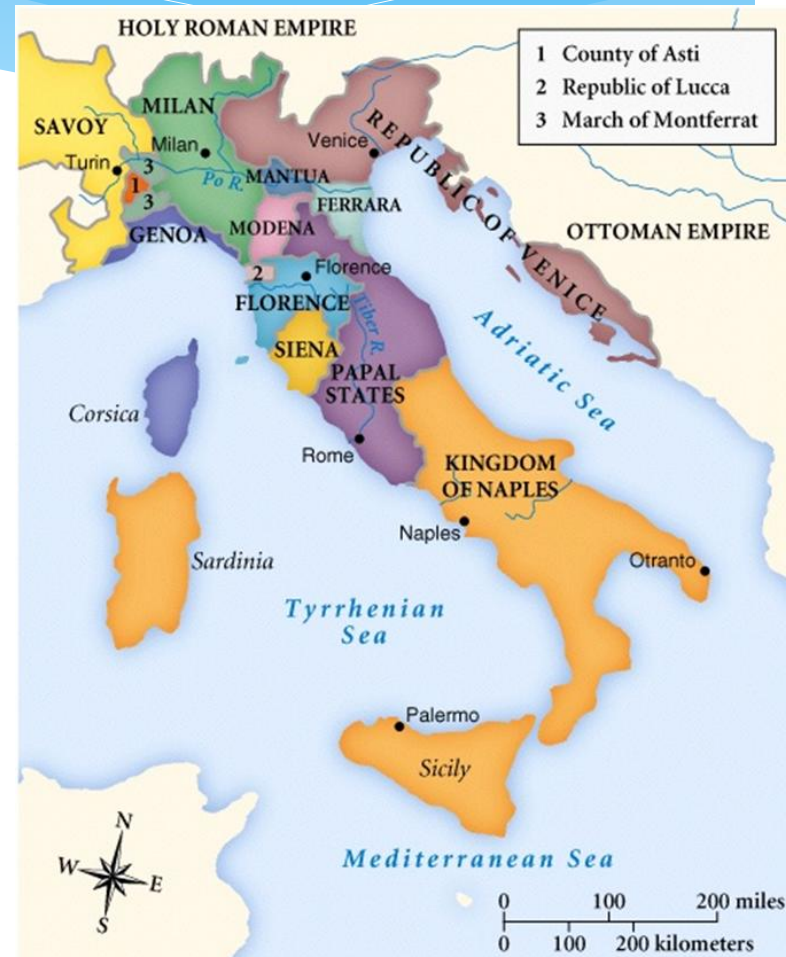 HOLY ROMAN EMPIRE
1 County of Asti
2 Republic of Lucca
3 March of Montferrat
MILAN
SAVOY
Milan
Venice
Turin
3
Po R.
MANTUA
1
3
FERRARA
REPUBLIC OF VENICE
GENOA
MODENA
OTTOMAN EMPIRE
2
Florence
FLORENCE
Tiber R.
SIENA
Adriatic Sea
PAPAL
STATES
Corsica
Rome
KINGDOM
OF NAPLES
Naples
Otranto
Sardinia
Tyrrhenian
Sea
Palermo
Sicily
N
W
E
S
Mediterranean Sea
0 100 200 miles
0 100 200 kilometers